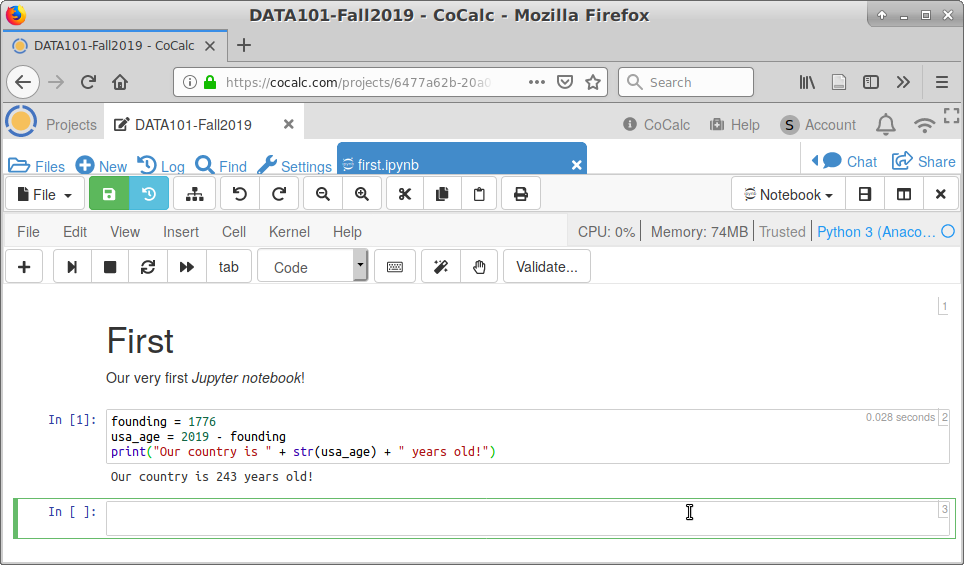 DATA101-Fall2019 - CoCalc - Mozilla Firefox
DATA101-Fall2019 - CoCalc
https://cocalc.com/projects/6477a62b-20a0 Search
Projects DATA101-Fall2019 CoCalc Help S Account
Files New Log Find Settings first.ipynb Chat Share
File Notebook
File Edit View Insert Cell Kernel Help CPU: 0% Memory: 74MB Trusted Python 3 (Anaco...
tab Code Validate...
1
First
Our very first Jupyter notebook!
In [1]: founding = 1776 0.028 seconds 2
usa_age = 2019 - founding
print("Our country is " + str(usa_age) + " years old!")
Our country is 243 years old!
In [ ]: 3